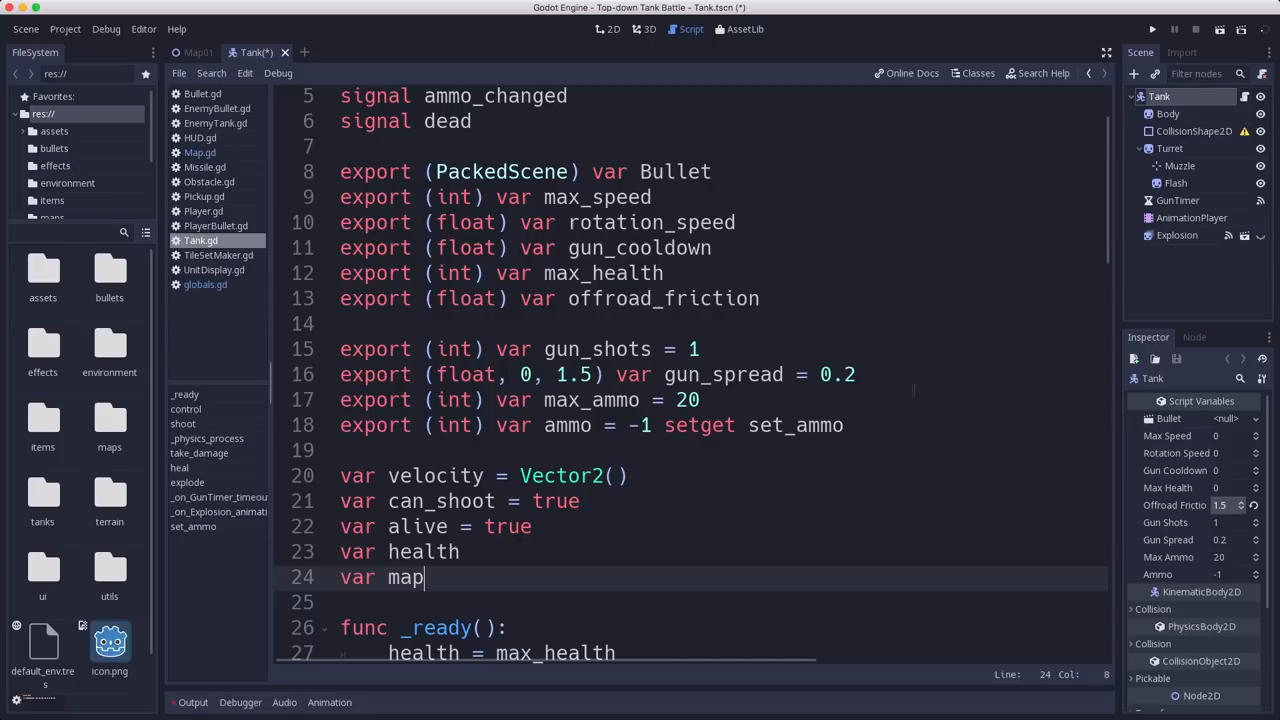 Godot Engine - Top-down Tank Battle - Tank.tscn (*)
Scene Project Debug Editor Help
2D 3D Script AssetLib
FileSystem
Map01 Tank(*)
Scene Import
res://
File Search Edit Debug
Online Docs Classes Search Help
Filter nodes
Favorites:
res://
assets
bullets
effects
environment
items
maps
assets
bullets
effects
environment
items
maps
tanks
terrain
ui
utils
default_env.tres
icon.png
Bullet.gd
EnemyBullet.gd
EnemyTank.gd
HUD.gd
Map.gd
Missile.gd
Obstacle.gd
Pickup.gd
Player.gd
PlayerBullet.gd
Tank.gd
TileSetMaker.gd
UnitDisplay.gd
globals.gd
_ready
control
shoot
_physics_process
take_damage
heal
explode
_on_GunTimer_timeou
_on_Explosion_animati
set_ammo
5 signal ammo_changed
6 signal dead
7
8 export (PackedScene) var Bullet
9 export (int) var max_speed
10 export (float) var rotation_speed
11 export (float) var gun_cooldown
12 export (int) var max_health
13 export (float) var offroad_friction
14
15 export (int) var gun_shots = 1
16 export (float, 0, 1.5) var gun_spread = 0.2
17 export (int) var max_ammo = 20
18 export (int) var ammo = -1 setget set_ammo
19
20 var velocity = Vector2()
21 var can_shoot = true
22 var alive = true
23 var health
24 var map
25
26 func _ready():
27 health = max_health
Line: 24 Col: 8
Output Debugger Audio Animation
Tank
Body
CollisionShape2D
Turret
Muzzle
Flash
GunTimer
AnimationPlayer
Explosion
Inspector Node
Tank
Script Variables
Bullet <null>
Max Speed 0
Rotation Speed 0
Gun Cooldown 0
Max Health 0
Offroad Frictio 1.5
Gun Shots 1
Gun Spread 0.2
Max Ammo 20
Ammo -1
KinematicBody2D
Collision
PhysicsBody2D
Collision
CollisionObject2D
Pickable
Node2D